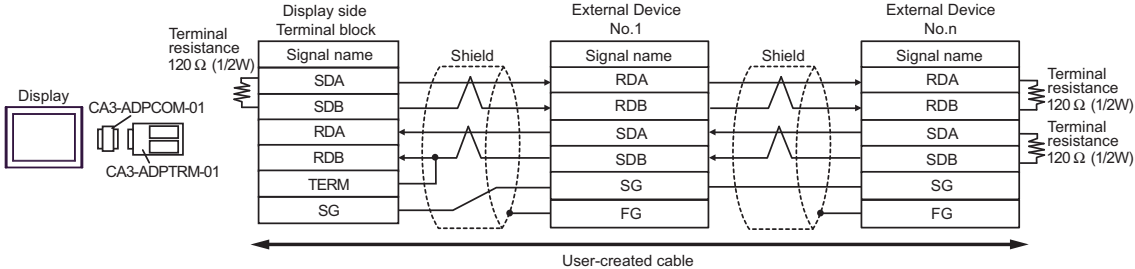 Display side
Terminal block
External Device
No.1
External Device
No.n
Terminal
resistance
120 Ω (1/2W)
Signal name
Shield
Signal name
Shield
Signal name
SDA
RDA
RDA
Terminal
resistance
120 Ω (1/2W)
SDB
RDB
RDB
RDA
SDA
SDA
Terminal
resistance
120 Ω (1/2W)
RDB
SDB
SDB
TERM
SG
SG
SG
FG
FG
Display
CA3-ADPCOM-01
CA3-ADPTRM-01
User-created cable